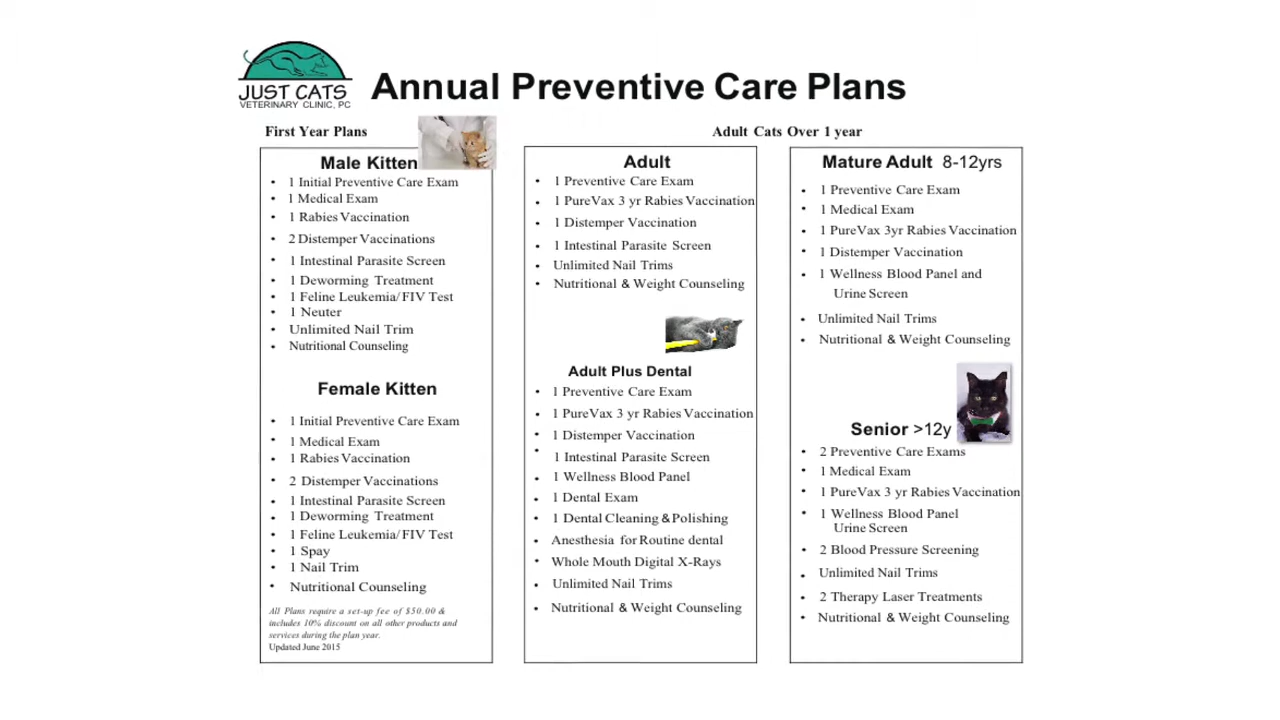 JUST CATS
VETERINARY CLINIC, PC
Annual Preventive Care Plans
First Year Plans
Adult Cats Over 1 year
Male Kitten
• 1 Initial Preventive Care Exam
• 1 Medical Exam
• 1 Rabies Vaccination
• 2 Distemper Vaccinations
• 1 Intestinal Parasite Screen
• 1 Deworming Treatment
• 1 Feline Leukemia/FIV Test
• 1 Neuter
• Unlimited Nail Trim
• Nutritional Counseling
Female Kitten
• 1 Initial Preventive Care Exam
• 1 Medical Exam
• 1 Rabies Vaccination
• 2 Distemper Vaccinations
• 1 Intestinal Parasite Screen
• 1 Deworming Treatment
• 1 Feline Leukemia/FIV Test
• 1 Spay
• 1 Nail Trim
• Nutritional Counseling
All Plans require a set-up fee of $50.00 &
includes 10% discount on all other products and
services during the plan year.
Updated June 2015
Adult
• 1 Preventive Care Exam
• 1 PureVax 3 yr Rabies Vaccination
• 1 Distemper Vaccination
• 1 Intestinal Parasite Screen
• Unlimited Nail Trims
• Nutritional & Weight Counseling
Adult Plus Dental
• 1 Preventive Care Exam
• 1 PureVax 3 yr Rabies Vaccination
• 1 Distemper Vaccination
• 1 Intestinal Parasite Screen
• 1 Wellness Blood Panel
• 1 Dental Exam
• 1 Dental Cleaning & Polishing
• Anesthesia for Routine dental
• Whole Mouth Digital X-Rays
• Unlimited Nail Trims
• Nutritional & Weight Counseling
Mature Adult 8-12yrs
• 1 Preventive Care Exam
• 1 Medical Exam
• 1 PureVax 3yr Rabies Vaccination
• 1 Distemper Vaccination
• 1 Wellness Blood Panel and
Urine Screen
• Unlimited Nail Trims
• Nutritional & Weight Counseling
Senior >12y
• 2 Preventive Care Exams
• 1 Medical Exam
• 1 PureVax 3 yr Rabies Vaccination
• 1 Wellness Blood Panel
Urine Screen
• 2 Blood Pressure Screening
• Unlimited Nail Trims
• 2 Therapy Laser Treatments
• Nutritional & Weight Counseling